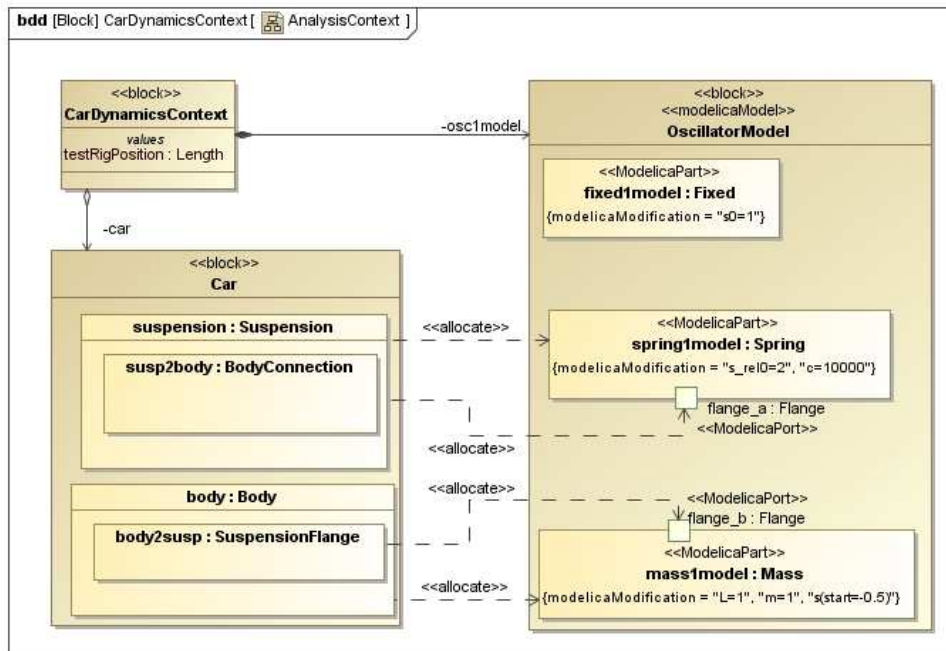 bdd [Block] CarDynamicsContext [ AnalysisContext ]
<<block>>
CarDynamicsContext
values
testRigPosition : Length
-osc1model
-car
<<block>>
<<modelicaModel>>
OscillatorModel
<<ModelicaPart>>
fixed1model : Fixed
{modelicaModification = "s0=1"}
<<block>>
Car
suspension : Suspension
susp2body : BodyConnection
<<allocate>>
<<ModelicaPart>>
spring1model : Spring
{modelicaModification = "s_rel0=2", "c=10000"}
flange_a : Flange
<<ModelicaPort>>
<<allocate>>
body : Body
body2susp : SuspensionFlange
<<allocate>>
<<ModelicaPort>>
flange_b : Flange
<<allocate>>
<<ModelicaPart>>
mass1model : Mass
{modelicaModification = "L=1", "m=1", "s(start=-0.5)"}